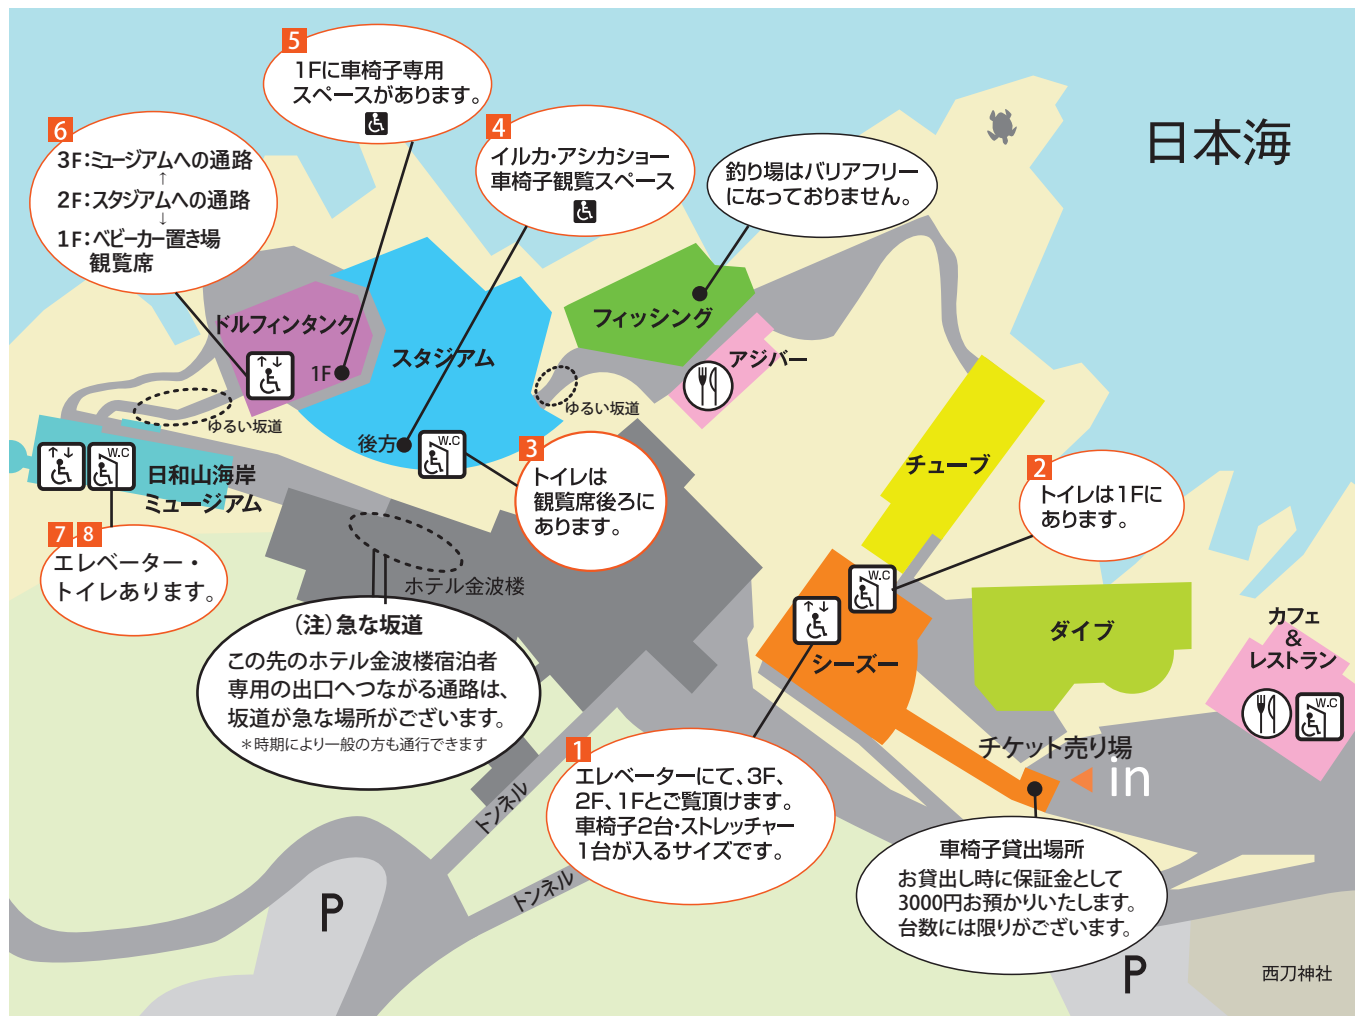 5
1Fに車椅子専用
スペースがあります。
6
3F:ミュージアムへの通路
↑
2F:スタジアムへの通路
↓
1F:ベビーカー置き場
観覧席
4
イルカ・アシカショー
車椅子観覧スペース
釣り場はバリアフリー
になっておりません。
日本海
ドルフィンタンク
1F
スタジアム
フィッシング
アジバー
ゆるい坂道
ゆるい坂道
後方
W.C
3
トイレは
観覧席後ろに
あります。
チューブ
2
トイレは1Fに
あります。
W.C
日和山海岸
ミュージアム
7 8
エレベーター・
トイレあります。
ホテル金波楼
(注)急な坂道
この先のホテル金波楼宿泊者
専用の出口へつながる通路は、
坂道が急な場所がございます。
＊時期により一般の方も通行できます
W.C
シーズー
ダイブ
カフェ
&
レストラン
W.C
1
エレベーターにて、3F、
2F、1Fとご覧頂けます。
車椅子2台・ストレッチャー
1台が入るサイズです。
チケット売り場
in
トンネル
トンネル
車椅子貸出場所
お貸出し時に保証金として
3000円お預かりいたします。
台数には限りがございます。
P
P
西刀神社